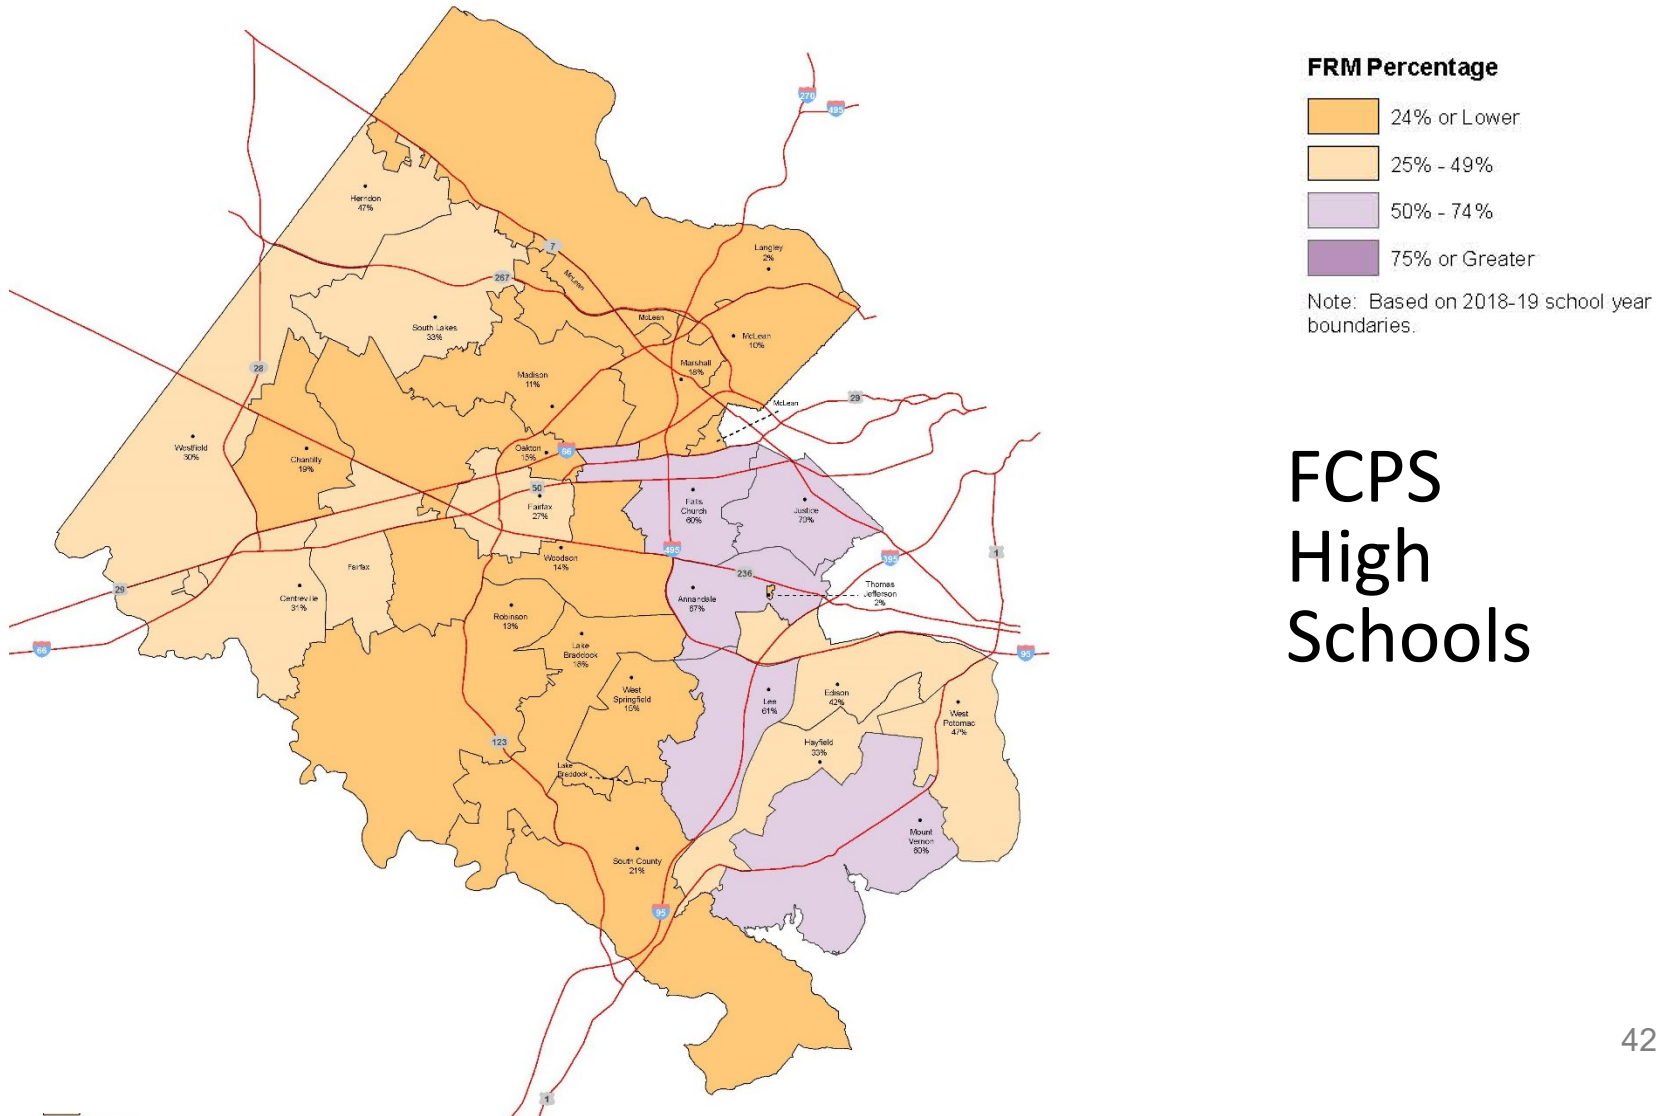 FRM Percentage
24% or Lower
25% - 49%
50% - 74%
75% or Greater
Note: Based on 2018-19 school year
boundaries.
FCPS
High
Schools
270
495
Herndon
47%
7
Langley
2%
267
McLean
South Lakes
33%
McLean
McLean
10%
28
Marshall
18%
Madison
11%
McLean
29
Westfield
30%
Chantilly
19%
Oakton
15%
66
50
Fairfax
27%
Falls
Church
60%
Justice
70%
495
395
1
Woodson
14%
Fairfax
236
29
Centreville
31%
Annandale
67%
Thomas
Jefferson
2%
Robinson
13%
66
Lake
Braddock
18%
95
West
Springfield
15%
Lee
61%
Edison
42%
West
Potomac
47%
123
Hayfield
33%
Lake
Braddock
Mount
Vernon
60%
South County
21%
95
1
42